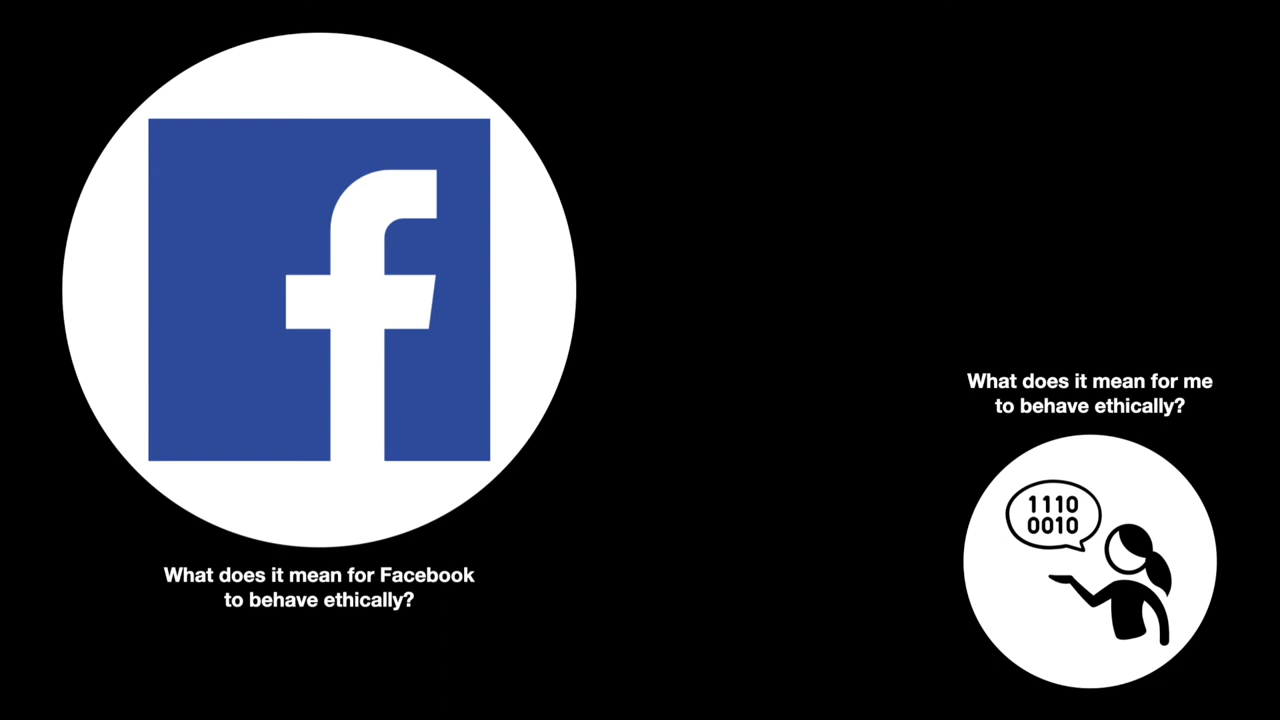 What does it mean for Facebook
to behave ethically?
What does it mean for me
to behave ethically?
1110
0010